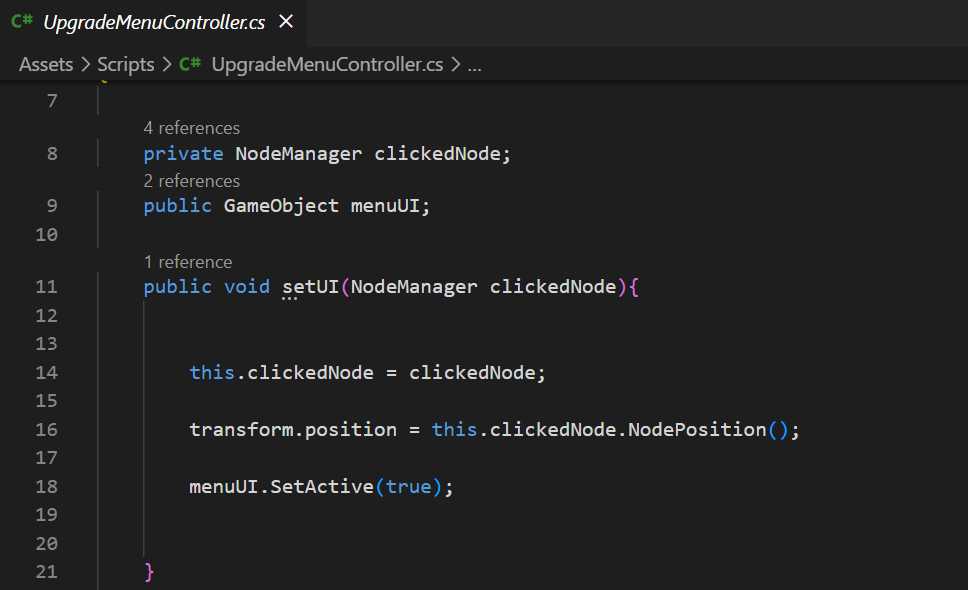 C# UpgradeMenuController.cs ×
Assets > Scripts > C# UpgradeMenuController.cs > ...
7
4 references
8 private NodeManager clickedNode;
2 references
9 public GameObject menuUI;
10
1 reference
11 public void setUI(NodeManager clickedNode){
12
13
14 this.clickedNode = clickedNode;
15
16 transform.position = this.clickedNode.NodePosition();
17
18 menuUI.SetActive(true);
19
20
21 }